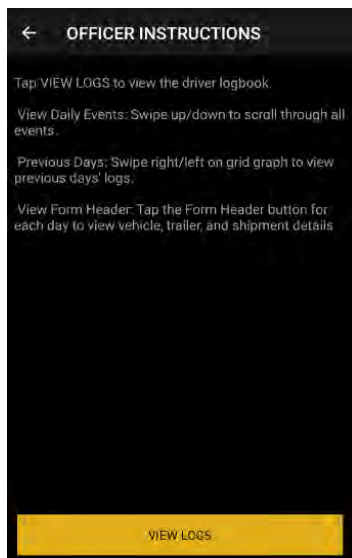 ← OFFICER INSTRUCTIONS
Tap VIEW LOGS to view the driver logbook.
View Daily Events: Swipe up/down to scroll through all
events.
Previous Days: Swipe right/left on grid graph to view
previous days' logs.
View Form Header: Tap the Form Header button for
each day to view vehicle, trailer, and shipment details
VIEW LOGS